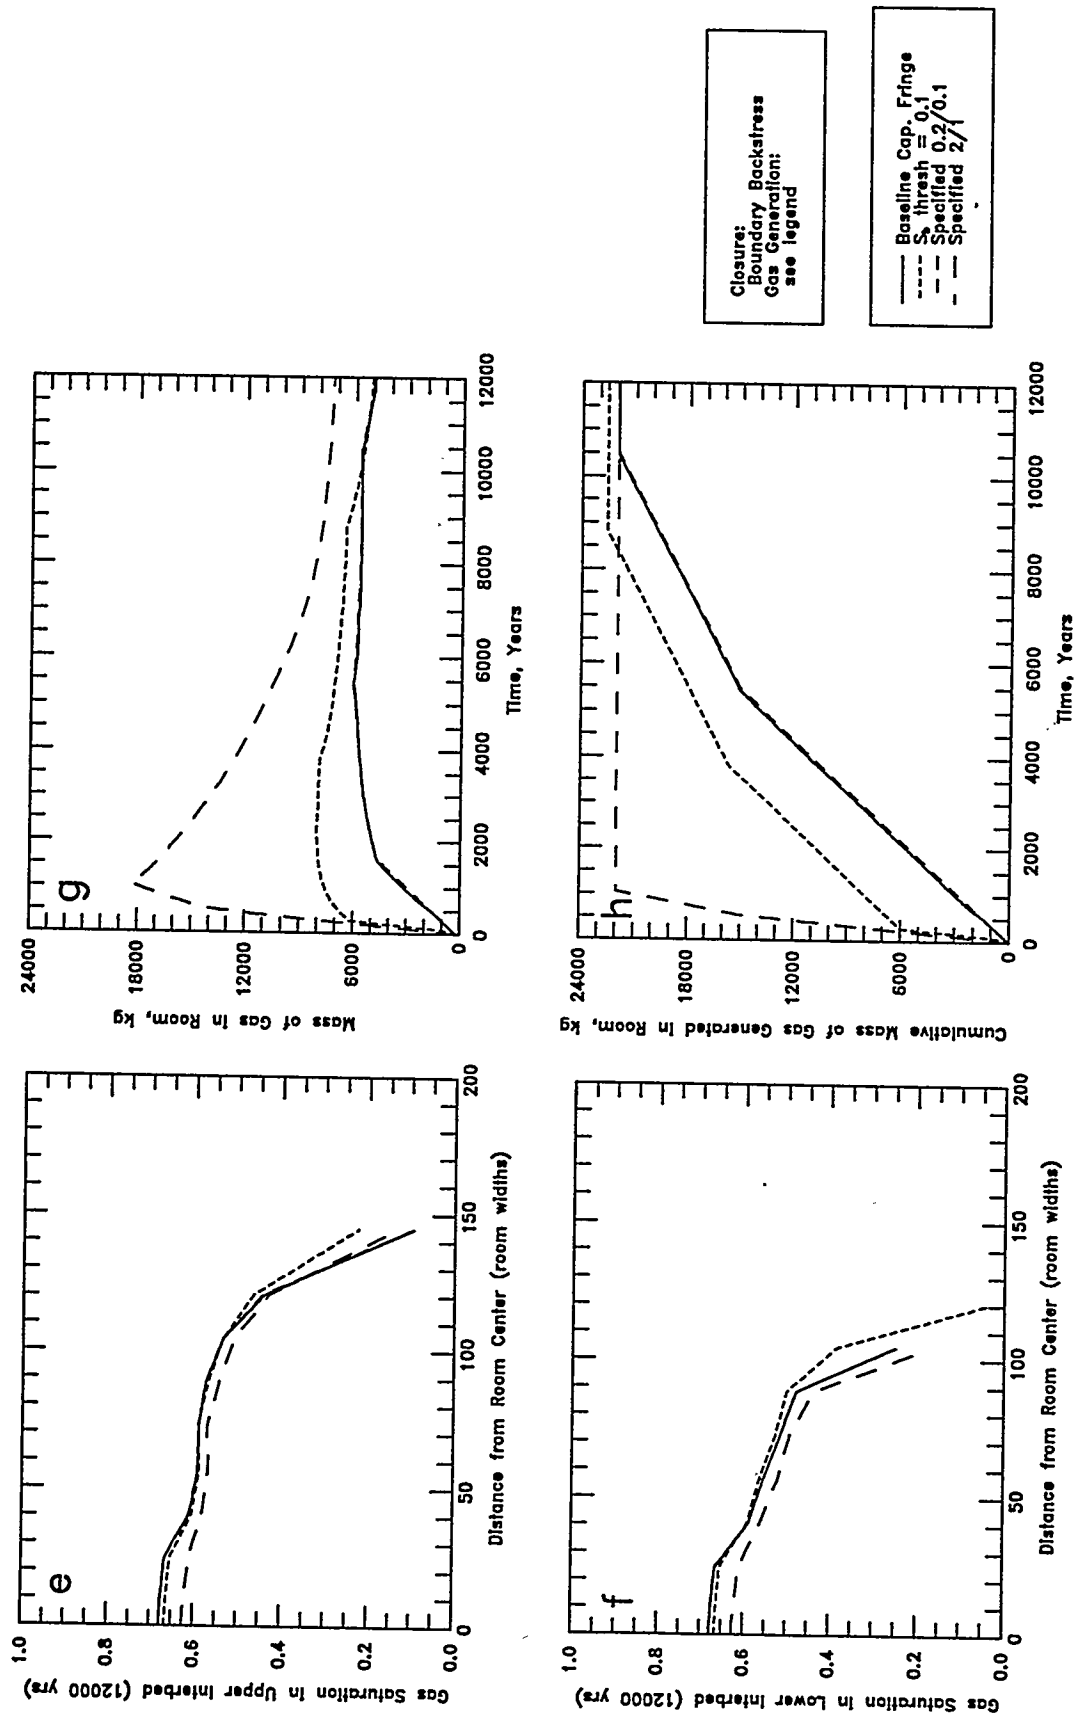 e
1.0
0.8
0.6
0.4
0.2
0.0
Gas Saturation in Upper Interbed (12000 yrs)
0
50
100
150
200
Distance from Room Center (room widths)
g
24000
18000
12000
6000
0
Mass of Gas in Room, kg
0
2000
4000
6000
8000
10000
12000
Time, Years
f
1.0
0.8
0.6
0.4
0.2
0.0
Gas Saturation in Lower Interbed (12000 yrs)
0
50
100
150
200
Distance from Room Center (room widths)
h
24000
18000
12000
6000
0
Cumulative Mass of Gas Generated in Room, kg
0
2000
4000
6000
8000
10000
12000
Time, Years
Closure:
Boundary Backstress
Gas Generation:
see legend
Baseline Cap. Fringe
thresh = 0.1
Specified 0.2/0.1
Specified 2/1